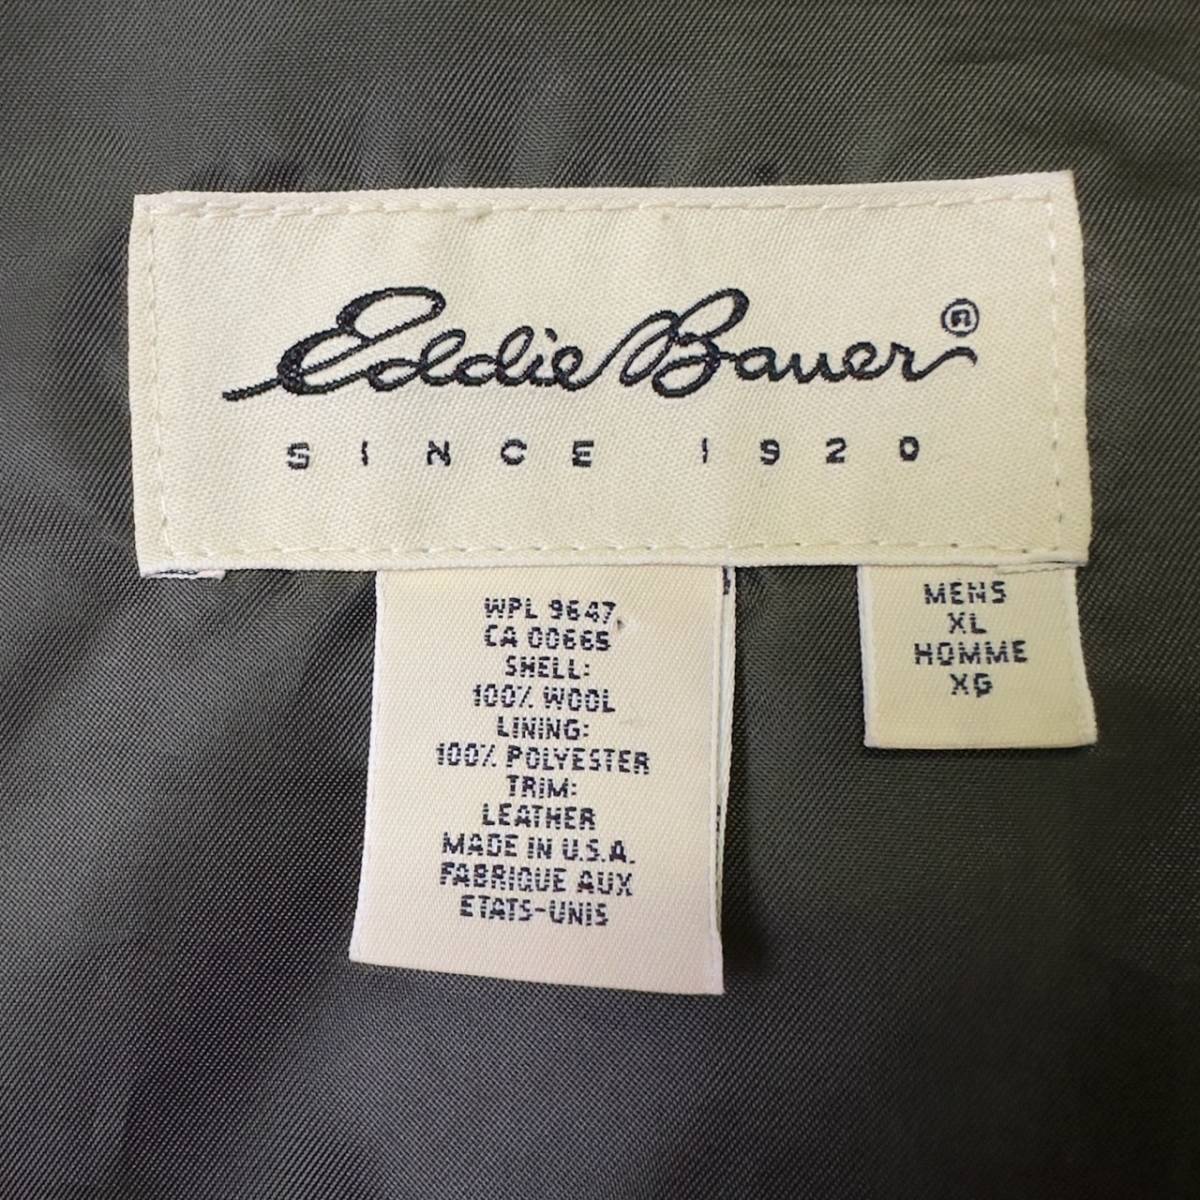 Eddie Bauer®
SINCE 1920
WPL 9647
CA 00665
SHELL:
100% WOOL
LINING:
100% POLYESTER
TRIM:
LEATHER
MADE IN U.S.A.
FABRIQUE AUX
ETATS-UNIS
MENS
XL
HOMME
XG